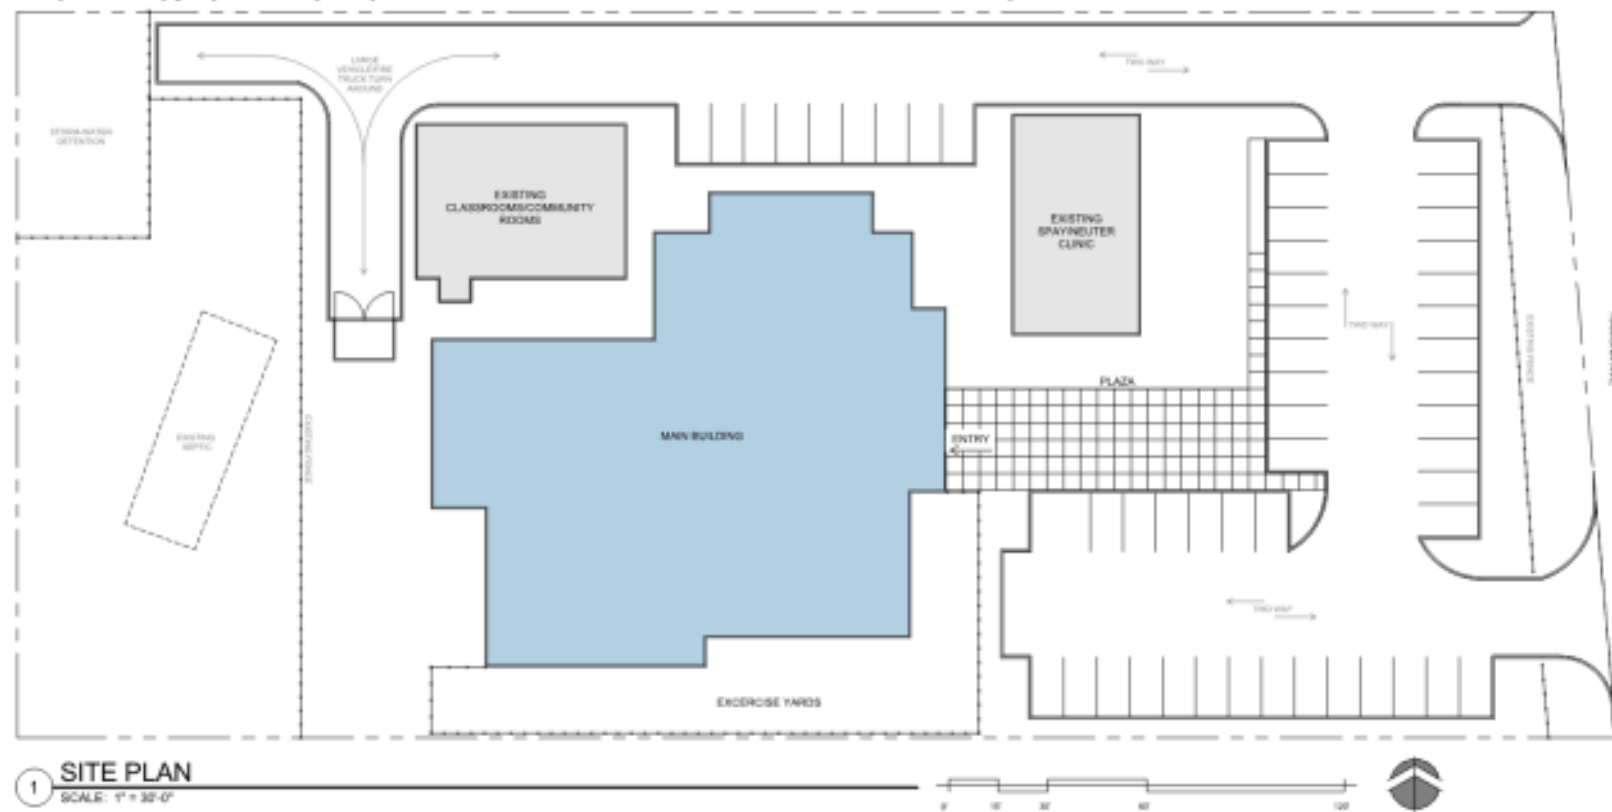 LARGE
VEHICLE/FIRE
TRUCK TURN
AROUND
TWO WAY
STORM-WATER
DETENTION
EXISTING
CLASSROOMS/COMMUNITY
ROOMS
EXISTING
SPAY/NEUTER
CLINIC
TWO WAY
EXISTING FENCE
PLAZA
EXISTING
SEPTIC
EXISTING FENCE
MAIN BUILDING
ENTRY
TWO WAY
EXCERCISE YARDS
1
SITE PLAN
SCALE: 1" = 30'-0"
0'
15'
30'
60'
120'